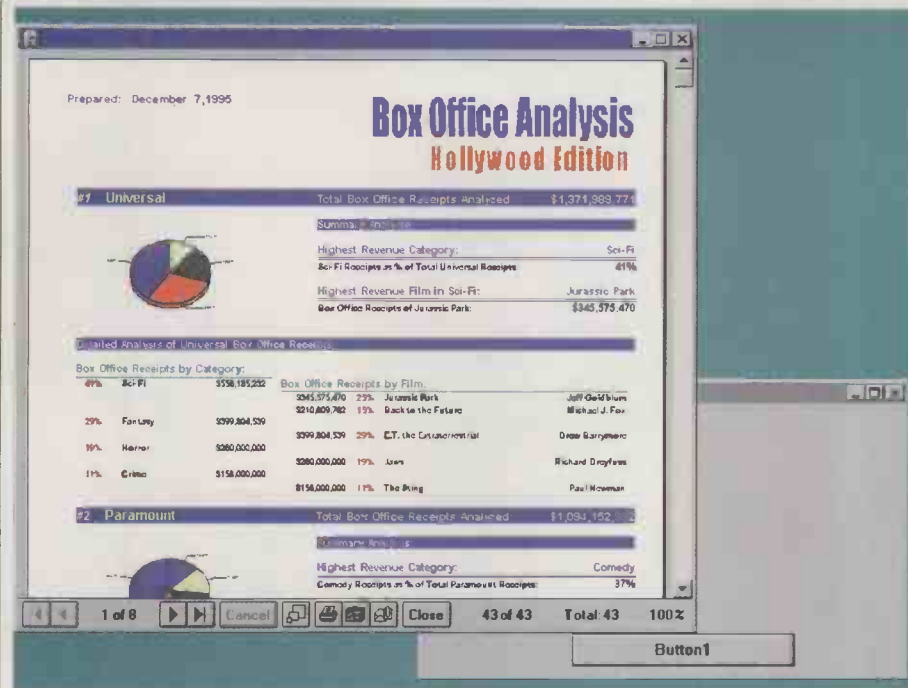 Prepared: December 7,1995
Box Office Analysis
Hollywood Edition
#1 Universal Total Box Office Receipts Analyzed $1,371,989,771
Summary Analysis
Highest Revenue Category: Sci-Fi
Sci-Fi Receipts as % of Total Universal Receipts 41%
Highest Revenue Film in Sci-Fi: Jurassic Park
Box Office Receipts of Jurassic Park: $345,575,470
Detailed Analysis of Universal Box Office Receipts
Box Office Receipts by Category:
41% Sci-Fi $556,185,232
Box Office Receipts by Film:
$345,575,470 25% Jurassic Park Jeff Goldblum
$210,609,762 15% Back to the Future Michael J. Fox
29% Fantasy $399,804,539
$399,804,539 29% E.T. the Extraterrestrial Drew Barrymore
19% Horror $260,000,000
$260,000,000 19% Jaws Richard Dreyfuss
11% Crime $156,000,000
$156,000,000 11% The Sting Paul Newman
#2 Paramount Total Box Office Receipts Analyzed
Summary Analysis
Highest Revenue Category: Comedy
Comedy Receipts as % of Total Paramount Receipts: 37%
1 of 8 Cancel Close 43 of 43 Total:43 100%
Button1